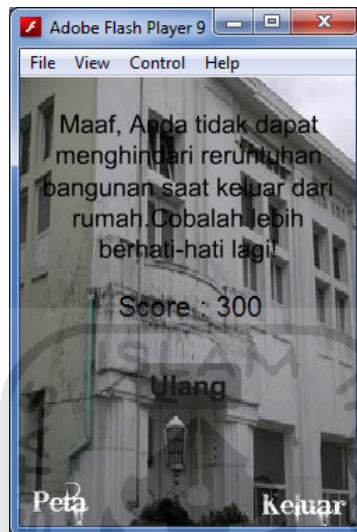 Adobe Flash Player 9
File View Control Help
Maaf, Anda tidak dapat
menghindari reruntuhan
bangunan saat keluar dari
rumah.Cobalah lebih
berhati-hati lagi!
Score : 300
ISLAM
Ulang
Peta
Keluar